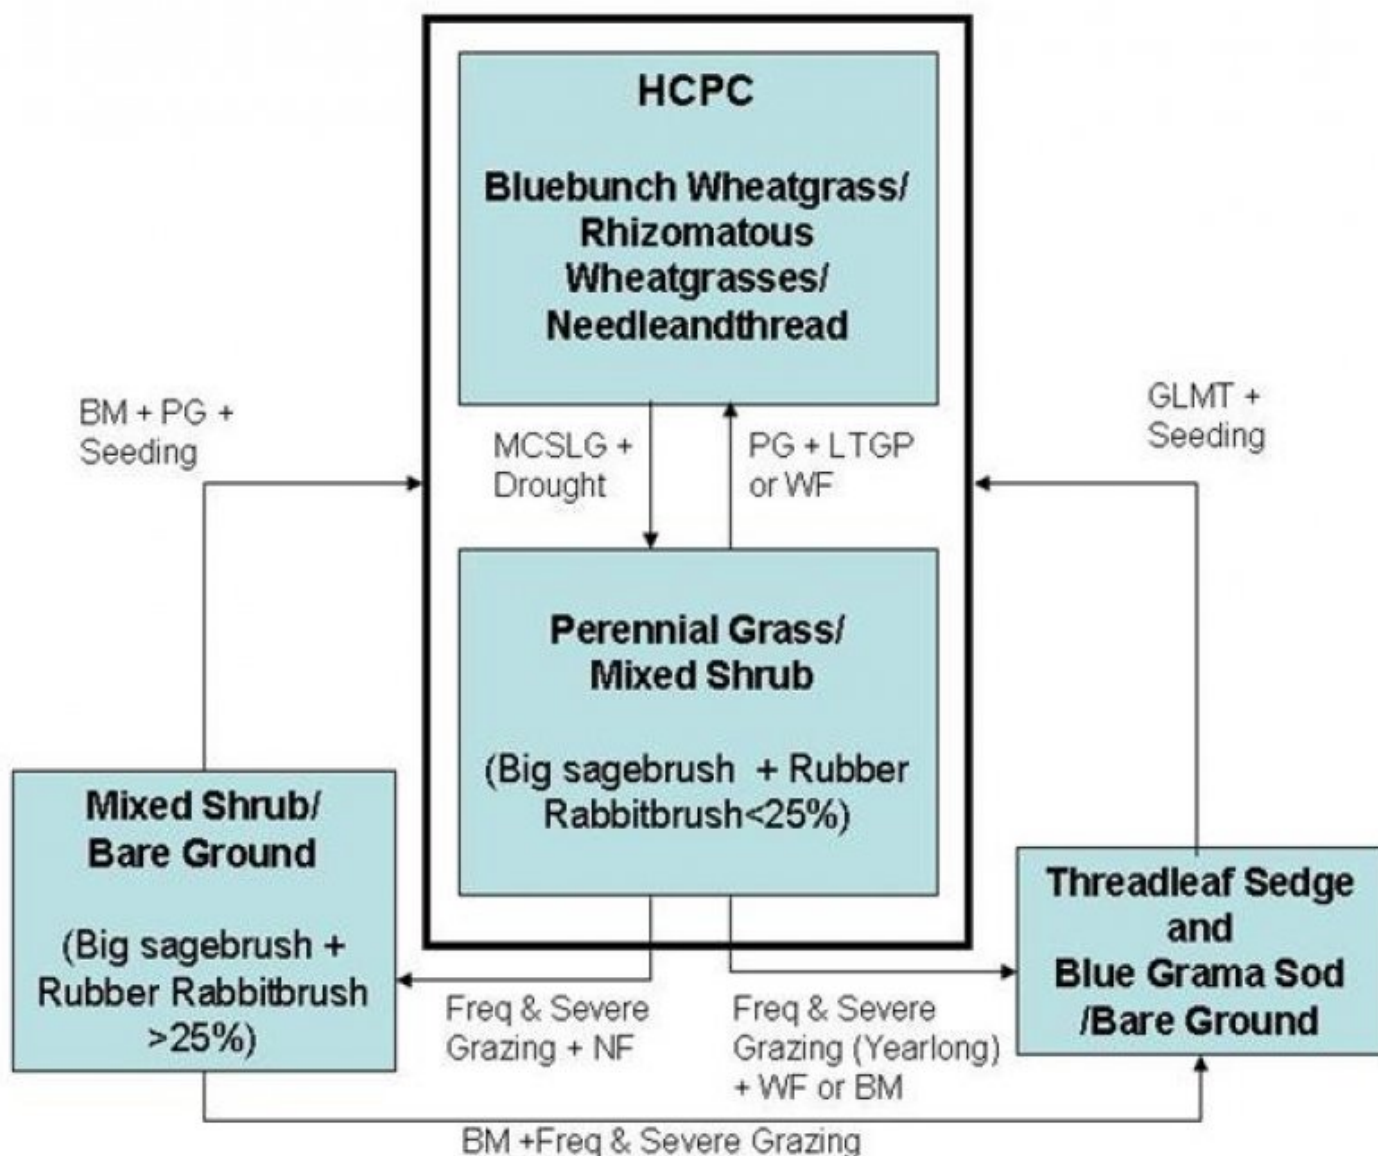 HCPC
Bluebunch Wheatgrass/
Rhizomatous
Wheatgrasses/
Needleandthread
BM + PG +
Seeding
MCSLG +
Drought
PG + LTGP
or WF
GLMT +
Seeding
Perennial Grass/
Mixed Shrub
(Big sagebrush + Rubber
Rabbitbrush<25%)
Mixed Shrub/
Bare Ground
(Big sagebrush +
Rubber Rabbitbrush
>25%)
Threadleaf Sedge
and
Blue Grama Sod
/Bare Ground
Freq & Severe
Grazing + NF
Freq & Severe
Grazing (Yearlong)
+ WF or BM
BM +Freq & Severe Grazing